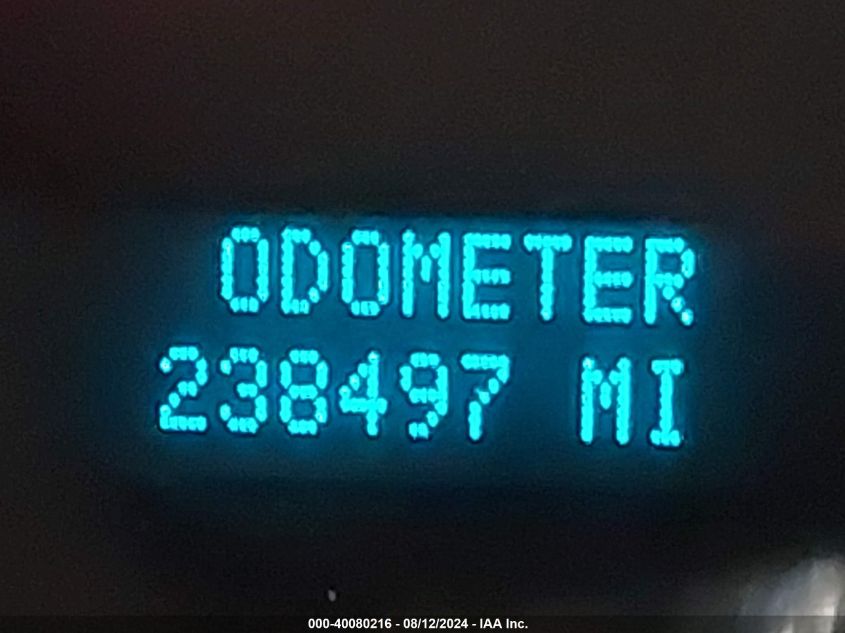 ODOMETER
238497 MI
000-40080216 - 08/12/2024 - IAA Inc.